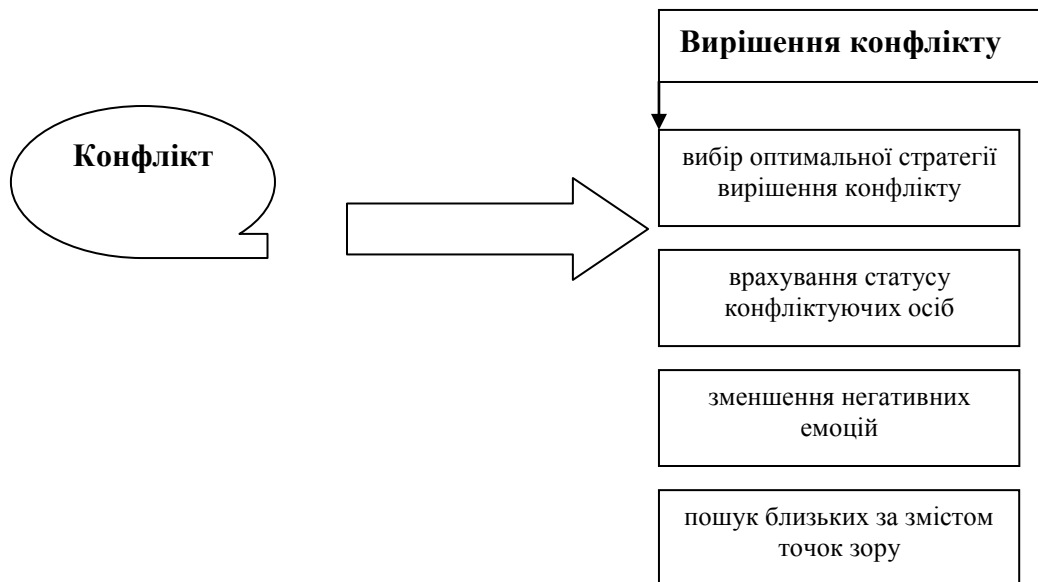 Вирішення конфлікту
Конфлікт
вибір оптимальної стратегії
вирішення конфлікту
врахування статусу
конфліктуючих осіб
зменшення негативних
емоцій
пошук близьких за змістом
точок зору